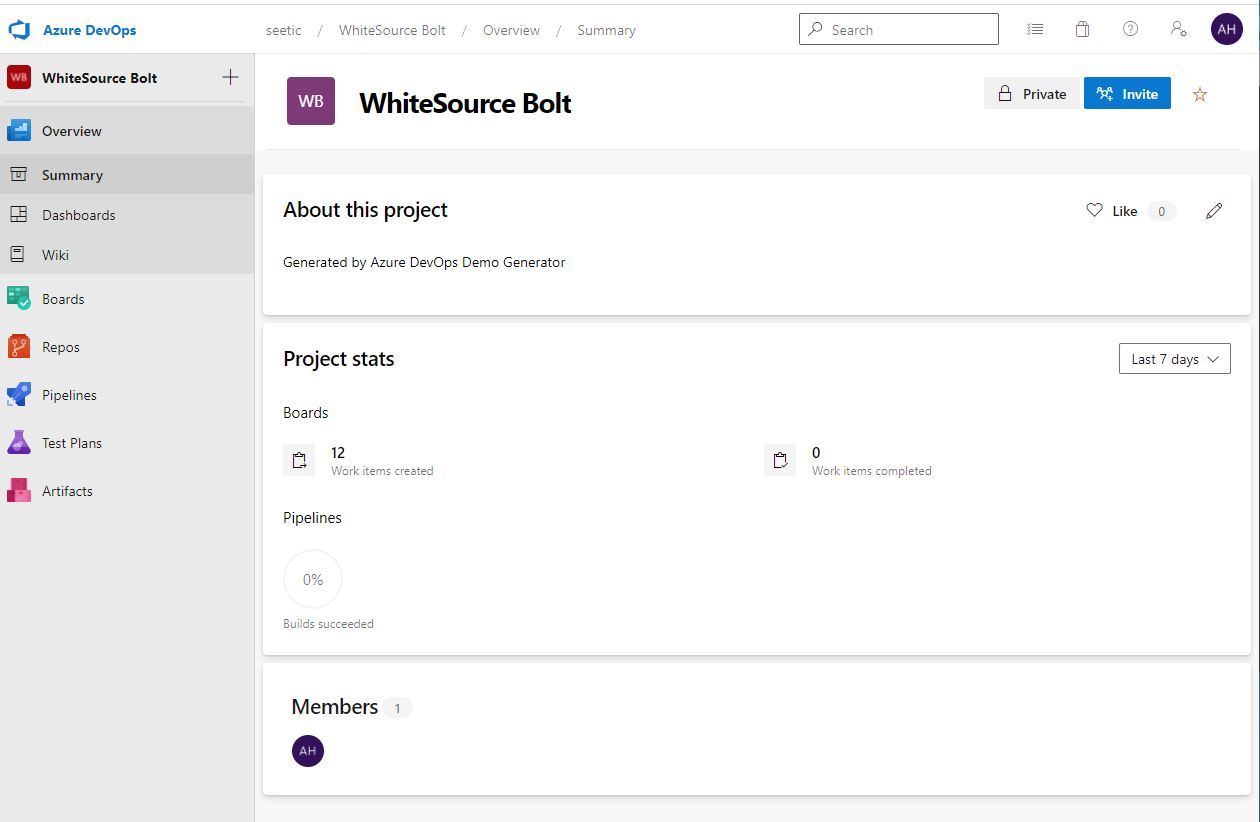 Azure DevOps
seetic / WhiteSource Bolt / Overview / Summary
Search
AH
WB
WhiteSource Bolt
Overview
Summary
Dashboards
Wiki
Boards
Repos
Pipelines
Test Plans
Artifacts
WB
WhiteSource Bolt
Private
Invite
About this project
Like 0
Generated by Azure DevOps Demo Generator
Project stats
Last 7 days
Boards
12
Work items created
0
Work items completed
Pipelines
0%
Builds succeeded
Members 1
AH